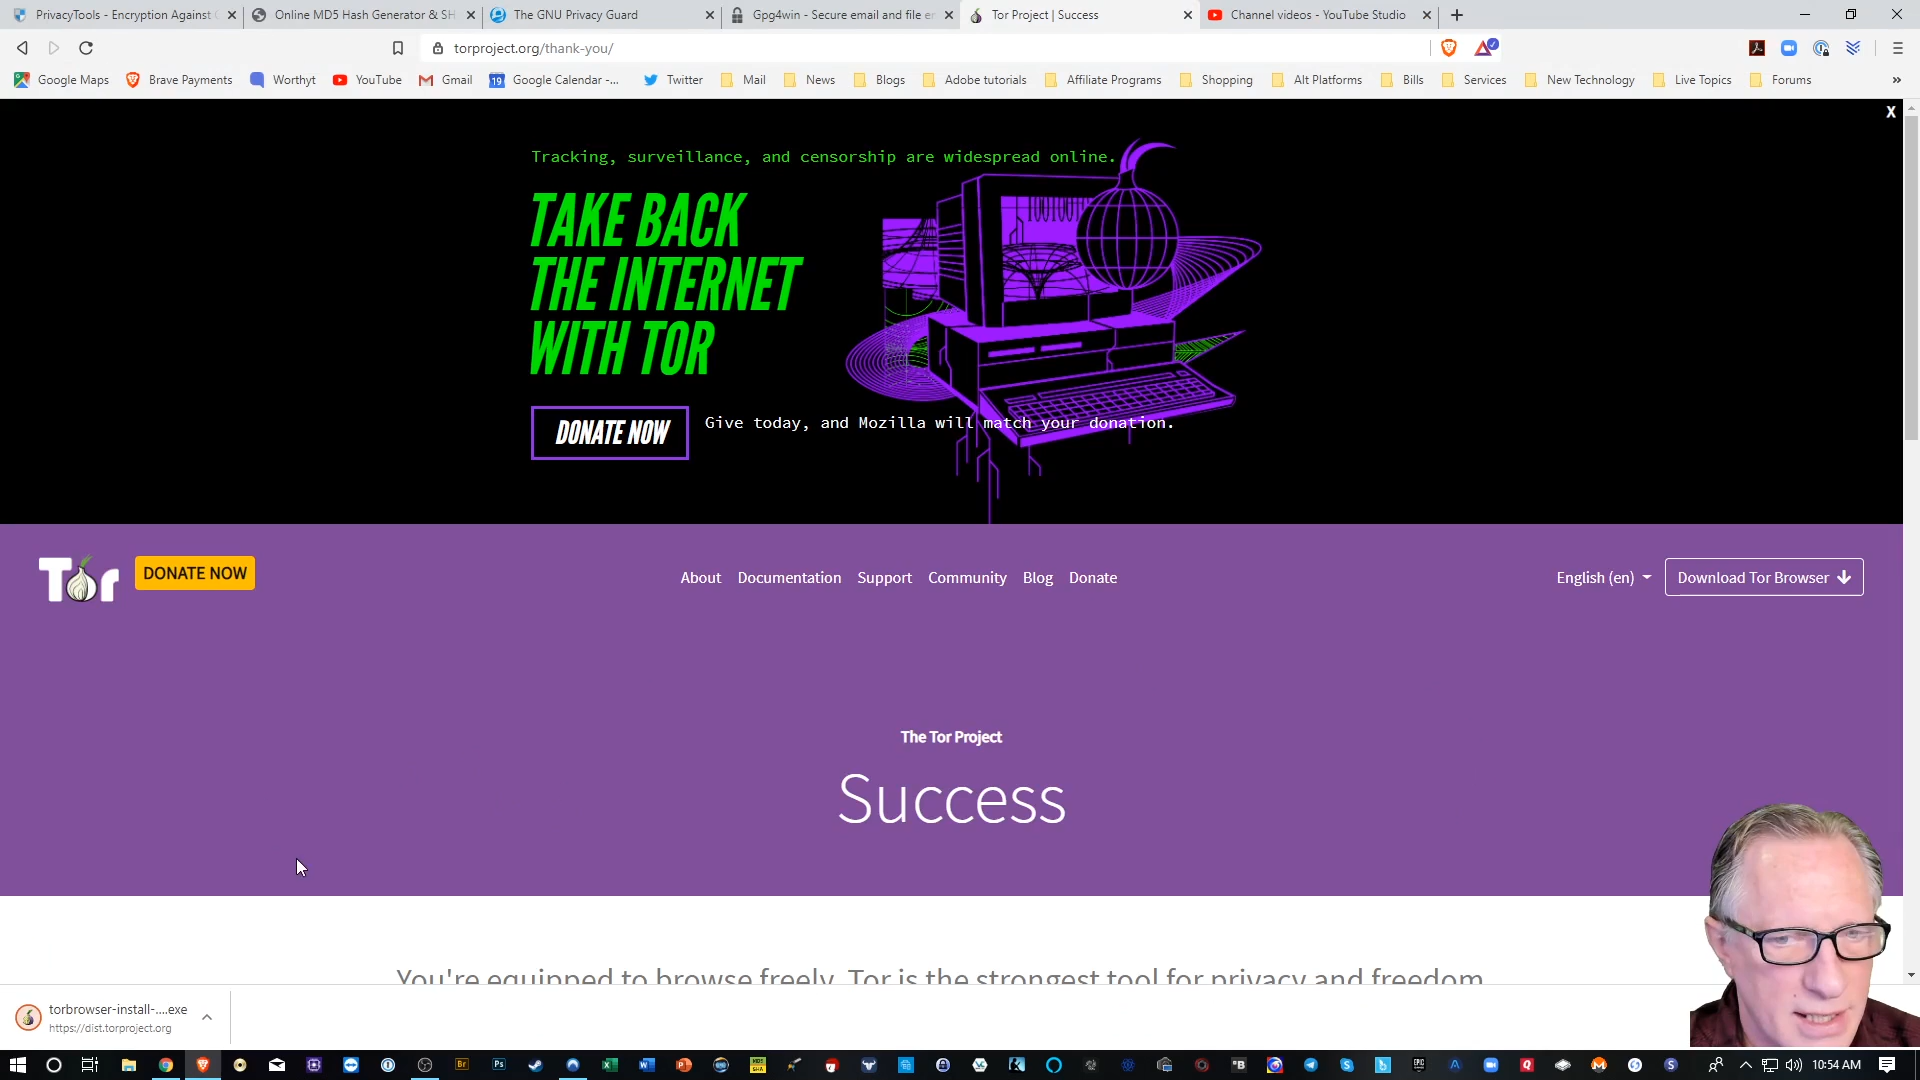 PrivacyTools - Encryption Against
Online MD5 Hash Generator & SH
The GNU Privacy Guard
Gpg4win - Secure email and file e
Tor Project | Success
Channel videos - YouTube Studio
torproject.org/thank-you/
Google Maps
Brave Payments
Worthyt
YouTube
Gmail
Google Calendar -...
Twitter
Mail
News
Blogs
Adobe tutorials
Affiliate Programs
Shopping
Alt Platforms
Bills
Services
New Technology
Live Topics
Forums
X
Tracking, surveillance, and censorship are widespread online.
TAKE BACK
THE INTERNET
WITH TOR
DONATE NOW
Give today, and Mozilla will match your donation.
Tor
DONATE NOW
About
Documentation
Support
Community
Blog
Donate
English (en)
Download Tor Browser
The Tor Project
Success
You're equipped to browse freely. Tor is the strongest tool for privacy and freedom
torbrowser-install-....exe
https://dist.torproject.org
10:54 AM